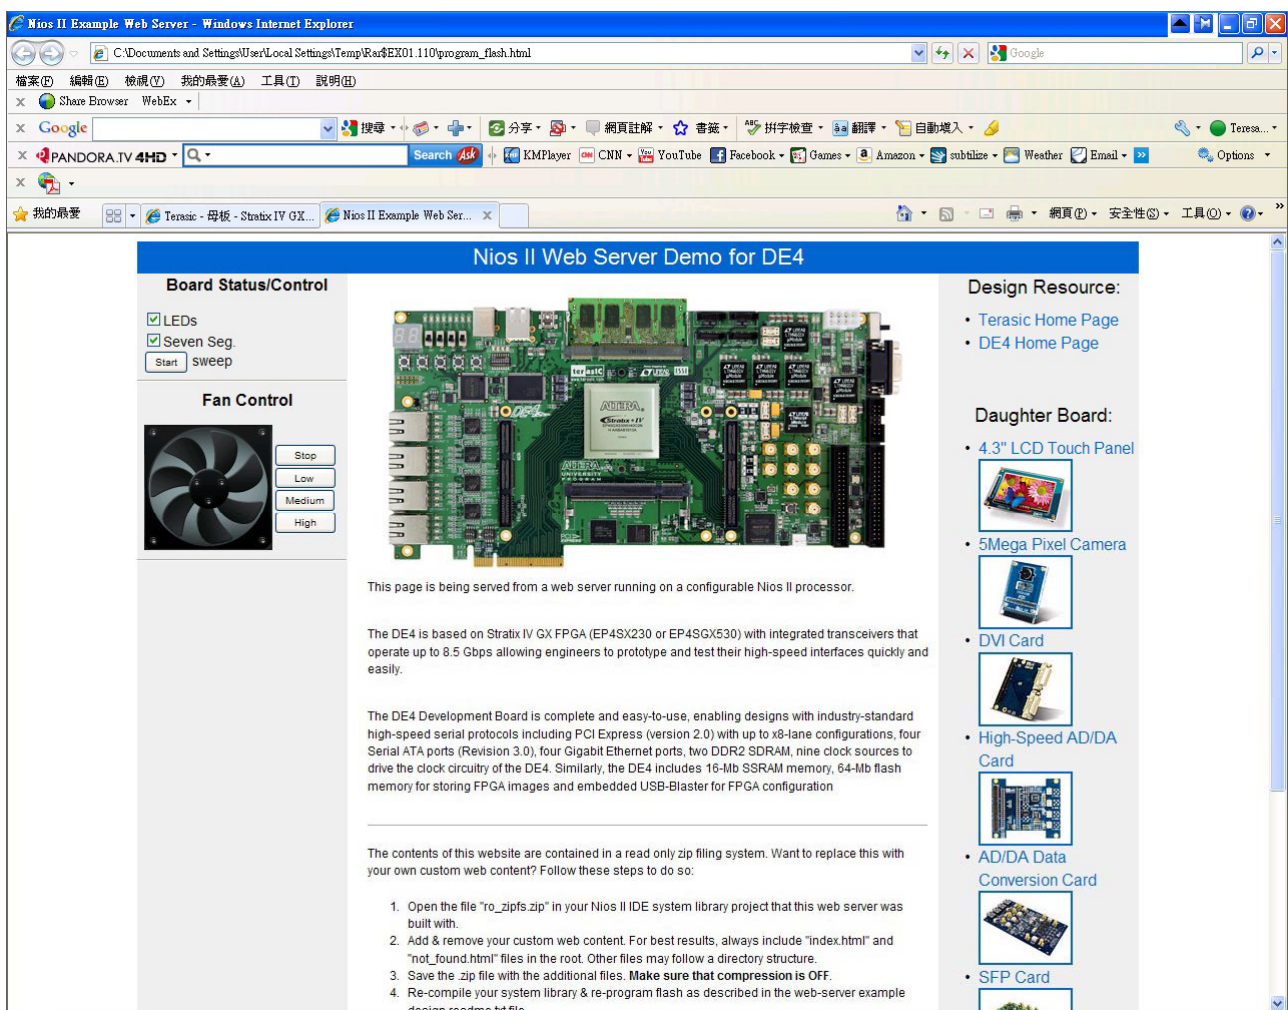 Nios II Example Web Server - Windows Internet Explorer
C:\Documents and Settings\User\Local Settings\Temp\Rar$EX01.110\program_flash.html
Google
檔案(F) 編輯(E) 檢視(V) 我的最愛(A) 工具(T) 說明(H)
x Share Browser WebEx
x Google 搜尋 分享 網頁註解 書籤 拼字檢查 翻譯 自動填入 Teresa...
x PANDORA.TV 4HD Search Ask KMPlayer CNN YouTube Facebook Games Amazon subtilize Weather Email Options
x
我的最愛 Terasic - 母板 - Stratix IV GX... Nios II Example Web Ser... x 網頁(P) 安全性(S) 工具(O)
Nios II Web Server Demo for DE4
Board Status/Control
LEDs
Seven Seg.
Start sweep
Fan Control
Stop
Low
Medium
High
terasic
www.terasic.com
ISSI
DE4
ALTERA
Stratix IV
ALTERA
UNIVERSITY
PROGRAM
PCI
EXPRESS
This page is being served from a web server running on a configurable Nios II processor.
The DE4 is based on Stratix IV GX FPGA (EP4SX230 or EP4SGX530) with integrated transceivers that
operate up to 8.5 Gbps allowing engineers to prototype and test their high-speed interfaces quickly and
easily.
The DE4 Development Board is complete and easy-to-use, enabling designs with industry-standard
high-speed serial protocols including PCI Express (version 2.0) with up to x8-lane configurations, four
Serial ATA ports (Revision 3.0), four Gigabit Ethernet ports, two DDR2 SDRAM, nine clock sources to
drive the clock circuitry of the DE4. Similarly, the DE4 includes 16-Mb SSRAM memory, 64-Mb flash
memory for storing FPGA images and embedded USB-Blaster for FPGA configuration
The contents of this website are contained in a read only zip filing system. Want to replace this with
your own custom web content? Follow these steps to do so:
1. Open the file "ro_zipfs.zip" in your Nios II IDE system library project that this web server was
built with.
2. Add & remove your custom web content. For best results, always include "index.html" and
"not_found.html" files in the root. Other files may follow a directory structure.
3. Save the .zip file with the additional files. Make sure that compression is OFF.
4. Re-compile your system library & re-program flash as described in the web-server example
design readme.txt file.
Design Resource:
• Terasic Home Page
• DE4 Home Page
Daughter Board:
• 4.3" LCD Touch Panel
• 5Mega Pixel Camera
• DVI Card
• High-Speed AD/DA
Card
• AD/DA Data
Conversion Card
• SFP Card